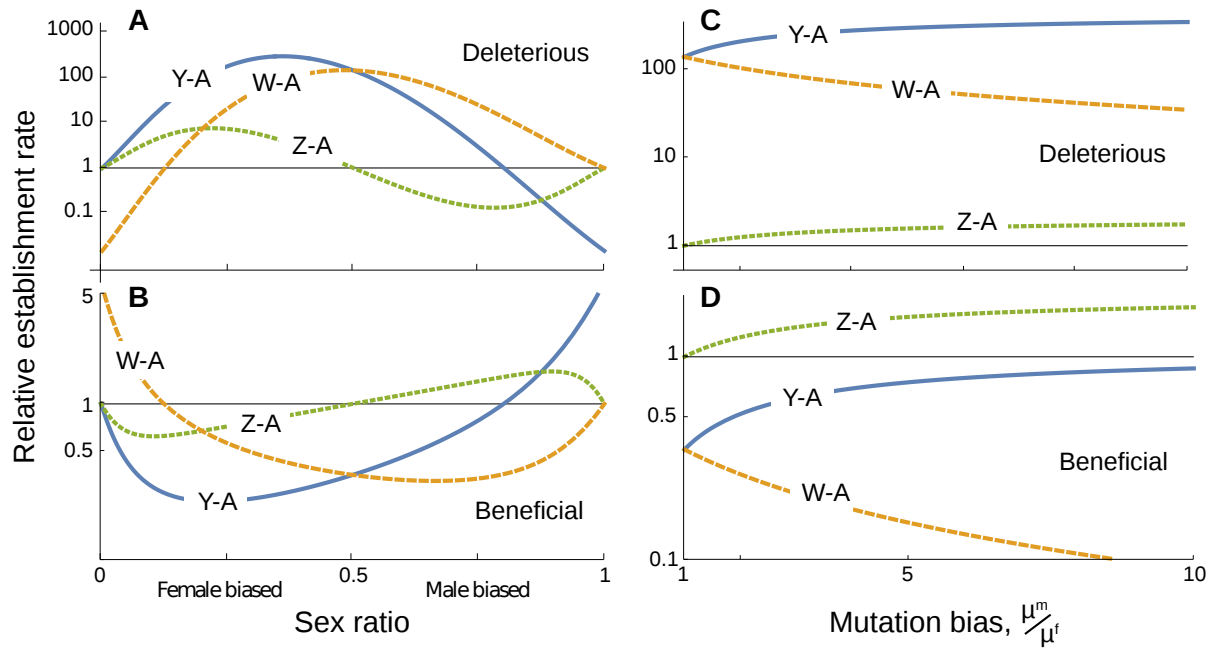 A
1000
100
10
1
0.1
Y-A
W-A
Z-A
Deleterious
B
5
1
0.5
W-A
Z-A
Y-A
Beneficial
0
0.5
1
Female biased
Male biased
Sex ratio
Relative establishment rate
C
100
10
1
Y-A
W-A
Deleterious
Z-A
D
1
0.5
0.1
Z-A
Y-A
W-A
Beneficial
1
5
10
Mutation bias, μᵐ/μᶠ